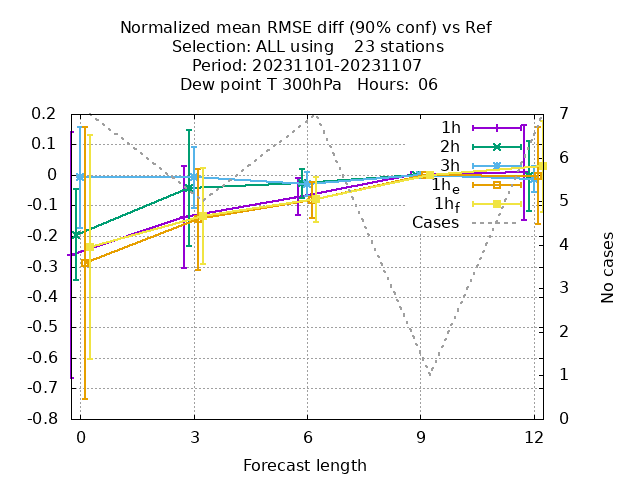 Normalized mean RMSE diff (90% conf) vs Ref
Selection: ALL using    23 stations
Period: 20231101-20231107
Dew point T 300hPa   Hours:  06
0.2
0.1
0
-0.1
-0.2
-0.3
-0.4
-0.5
-0.6
-0.7
-0.8
7
6
5
4
3
2
1
0
1h
2h
3h
1he
1hf
Cases
No cases
0
3
6
9
12
Forecast length